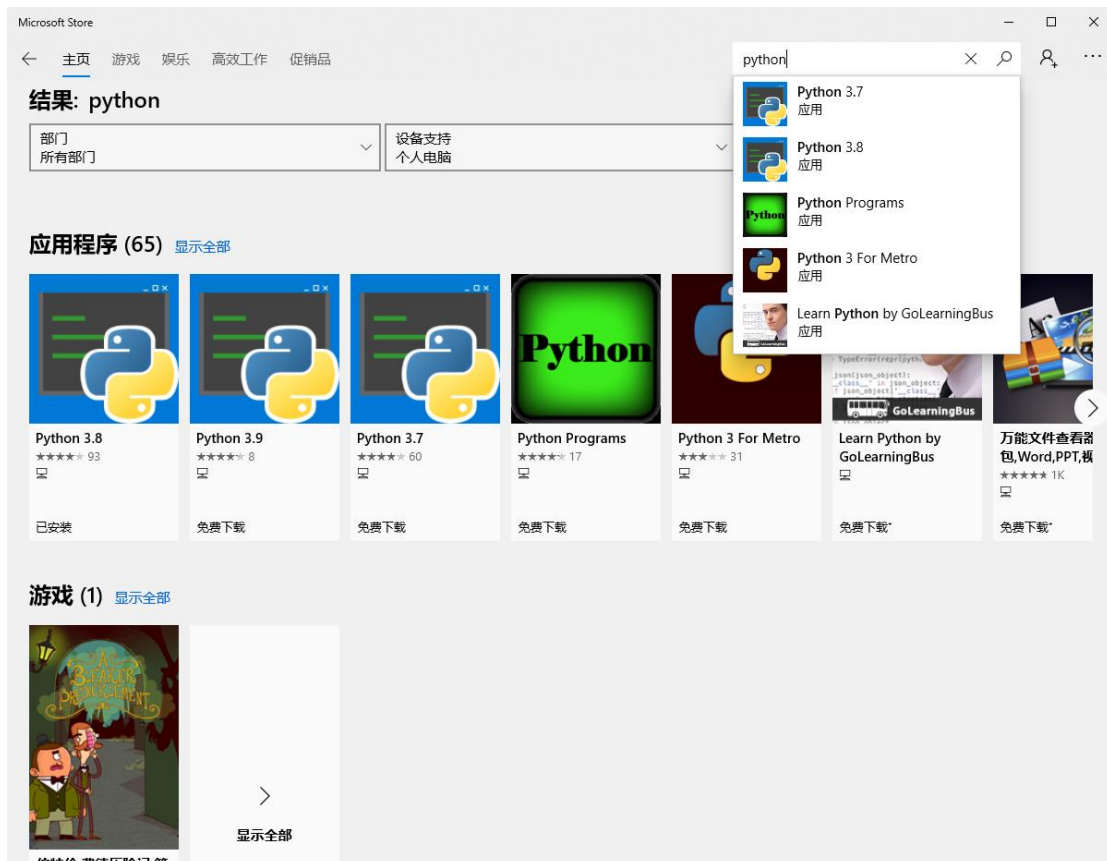 Microsoft Store
主页 游戏 娱乐 高效工作 促销品
python
结果: python
部门
所有部门
设备支持
个人电脑
Python 3.7
应用
Python 3.8
应用
Python Programs
应用
Python
Python 3 For Metro
应用
Learn Python by GoLearningBus
应用
应用程序 (65) 显示全部
Python
GoLearningBus
Python 3.8
93
已安装
Python 3.9
8
免费下载
Python 3.7
60
免费下载
Python Programs
17
免费下载
Python 3 For Metro
31
免费下载
Learn Python by
GoLearningBus
免费下载*
万能文件查看器
包,Word,PPT,视
1K
免费下载*
游戏 (1) 显示全部
A
BLEAKER
PREDICKLEMENT
显示全部